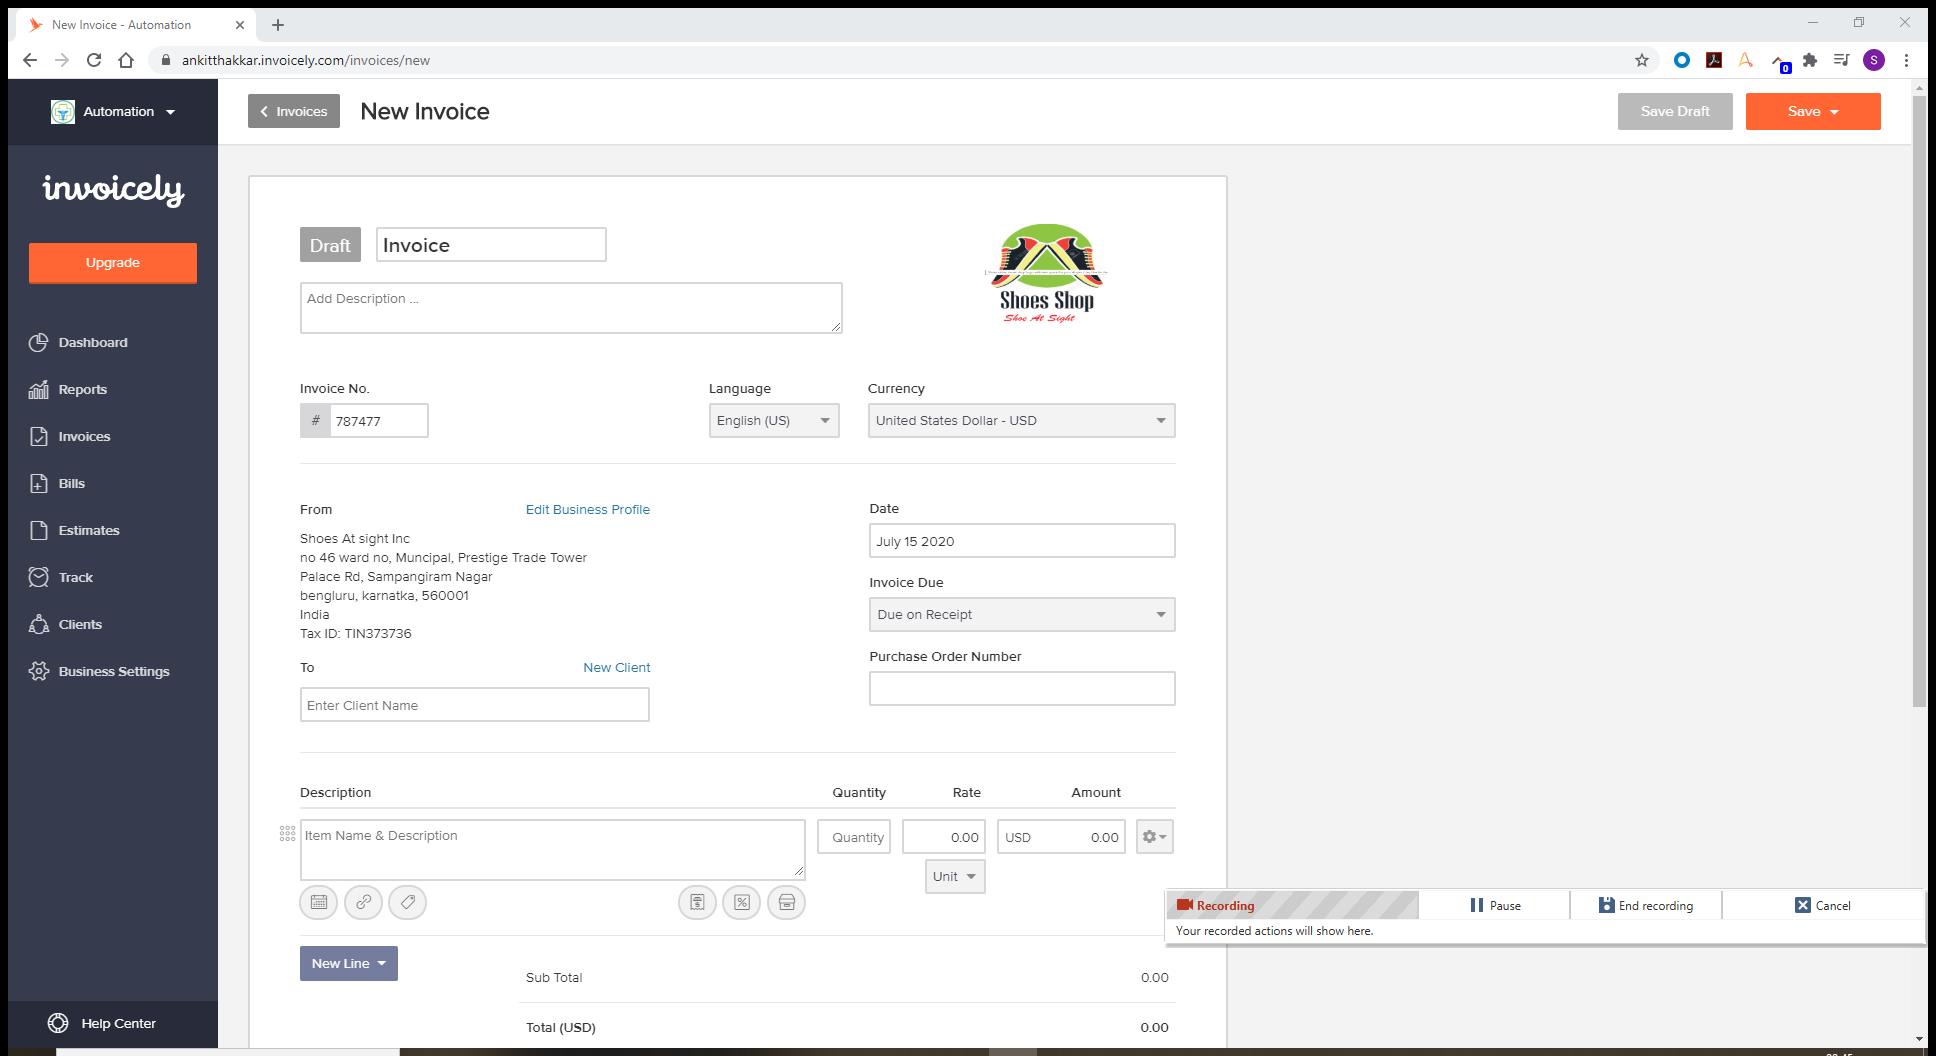 New Invoice - Automation
ankitthakkar.invoicely.com/invoices/new
S
0
Automation
Invoices
New Invoice
Save Draft
Save
invoicely
Upgrade
Dashboard
Reports
Invoices
Bills
Estimates
Track
Clients
Business Settings
Help Center
Draft
Invoice
Add Description ...
Shoes Shop
Shoe At Sight
Invoice No.
Language
Currency
# 787477
English (US)
United States Dollar - USD
From
Edit Business Profile
Shoes At sight Inc
no 46 ward no, Muncipal, Prestige Trade Tower
Palace Rd, Sampangiram Nagar
bengluru, karnatka, 560001
India
Tax ID: TIN373736
To
New Client
Enter Client Name
Date
July 15 2020
Invoice Due
Due on Receipt
Purchase Order Number
Description Quantity Rate Amount
Item Name & Description
Quantity
0.00
USD 0.00
Unit
New Line
Sub Total 0.00
Total (USD) 0.00
Recording
Pause
End recording
Cancel
Your recorded actions will show here.